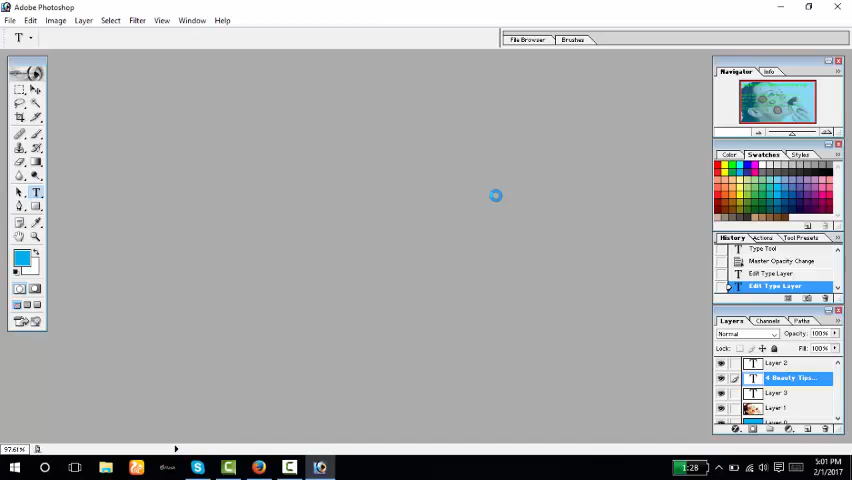 Adobe Photoshop
File Edit Image Layer Select Filter View Window Help
T
File Browser Brushes
Navigator Info
Color Swatches Styles
History Actions Tool Presets
T Type Tool
Master Opacity Change
T Edit Type Layer
T Edit Type Layer
Layers Channels Paths
Normal Opacity: 100%
Lock: Fill: 100%
T Layer 2
T 4 Beauty Tips...
T Layer 3
Layer 1
97.61%
1:28
5:01 PM
2/1/2017